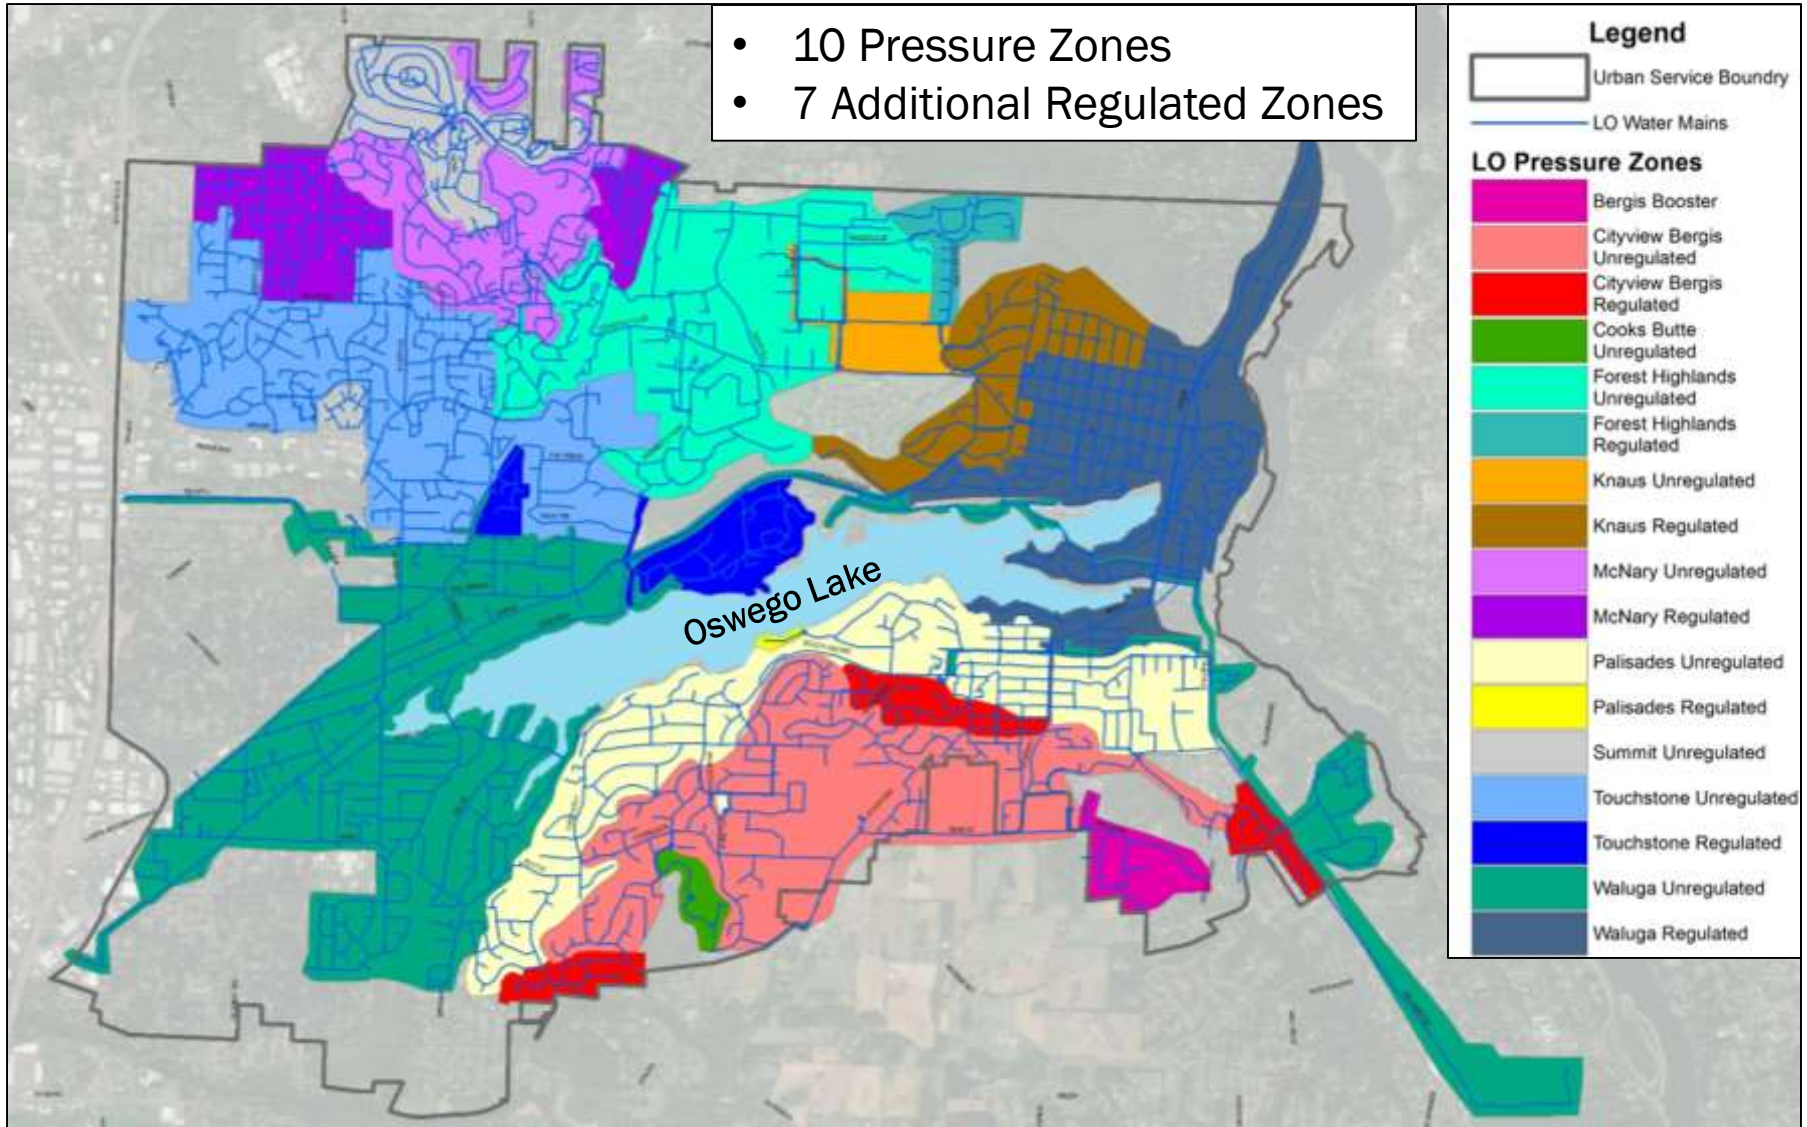 • 10 Pressure Zones
• 7 Additional Regulated Zones
Legend
Urban Service Boundry
LO Water Mains
LO Pressure Zones
Bergis Booster
Cityview Bergis
Unregulated
Cityview Bergis
Regulated
Cooks Butte
Unregulated
Forest Highlands
Unregulated
Forest Highlands
Regulated
Knaus Unregulated
Knaus Regulated
McNary Unregulated
McNary Regulated
Palisades Unregulated
Palisades Regulated
Summit Unregulated
Touchstone Unregulated
Touchstone Regulated
Waluga Unregulated
Waluga Regulated
Oswego Lake